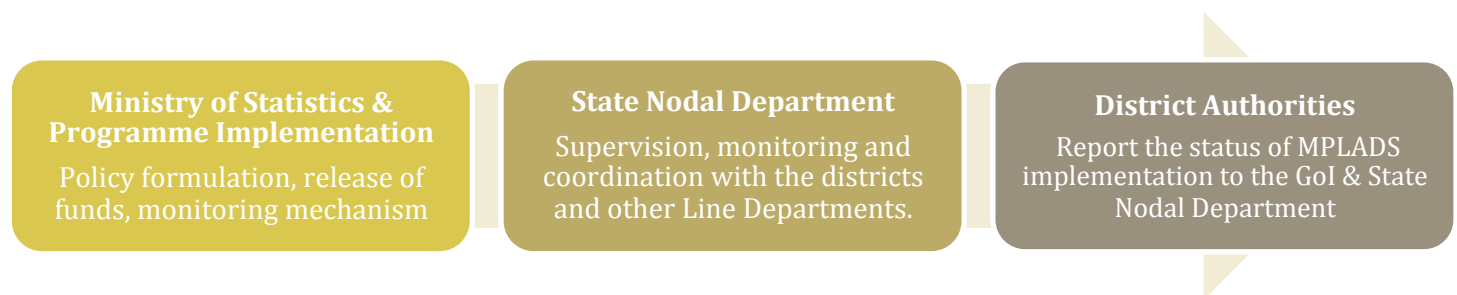 Ministry of Statistics &
Programme Implementation
Policy formulation, release of
funds, monitoring mechanism
State Nodal Department
Supervision, monitoring and
coordination with the districts
and other Line Departments.
District Authorities
Report the status of MPLADS
implementation to the GoI & State
Nodal Department